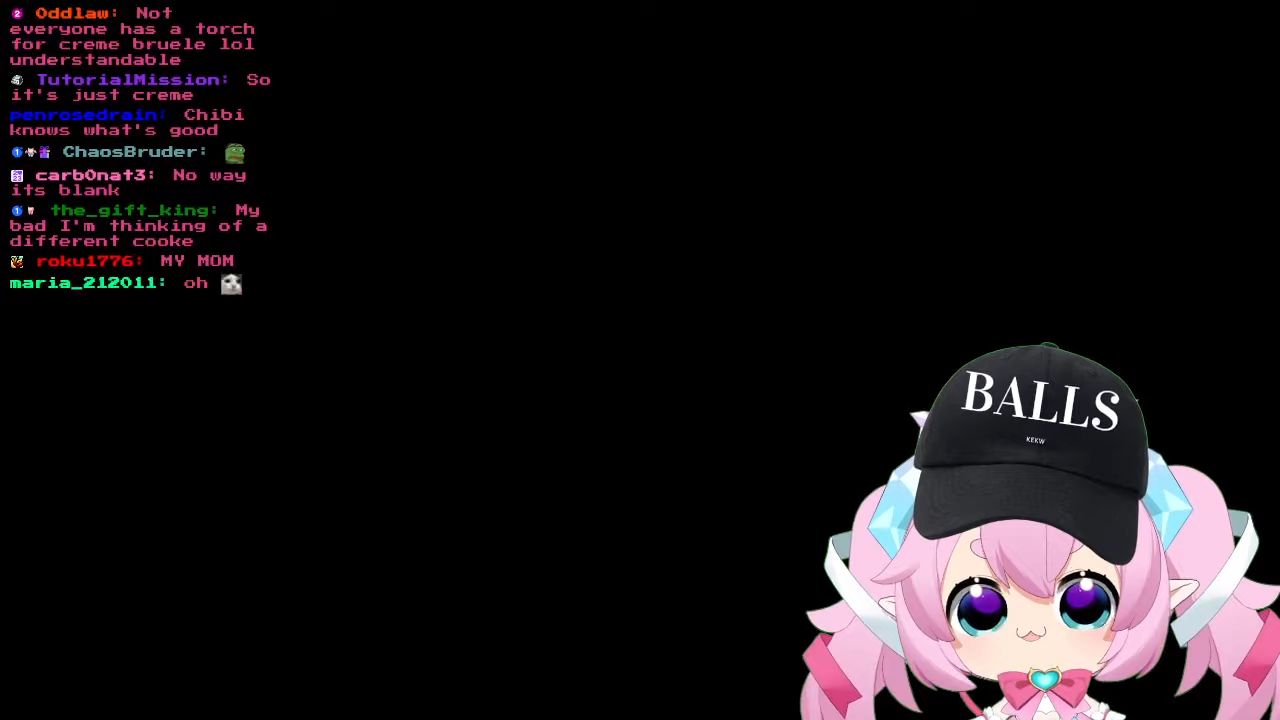 Oddlaw: Not
everyone has a torch
for creme bruele lol
understandable
TutorialMission: So
it's just creme
penrosedrain: Chibi
knows what's good
ChaosBruder:
carb0nat3: No way
its blank
the_gift_king: My
bad I'm thinking of a
different cooke
roku1776: MY MOM
maria_212011: oh
BALLS
KEKW